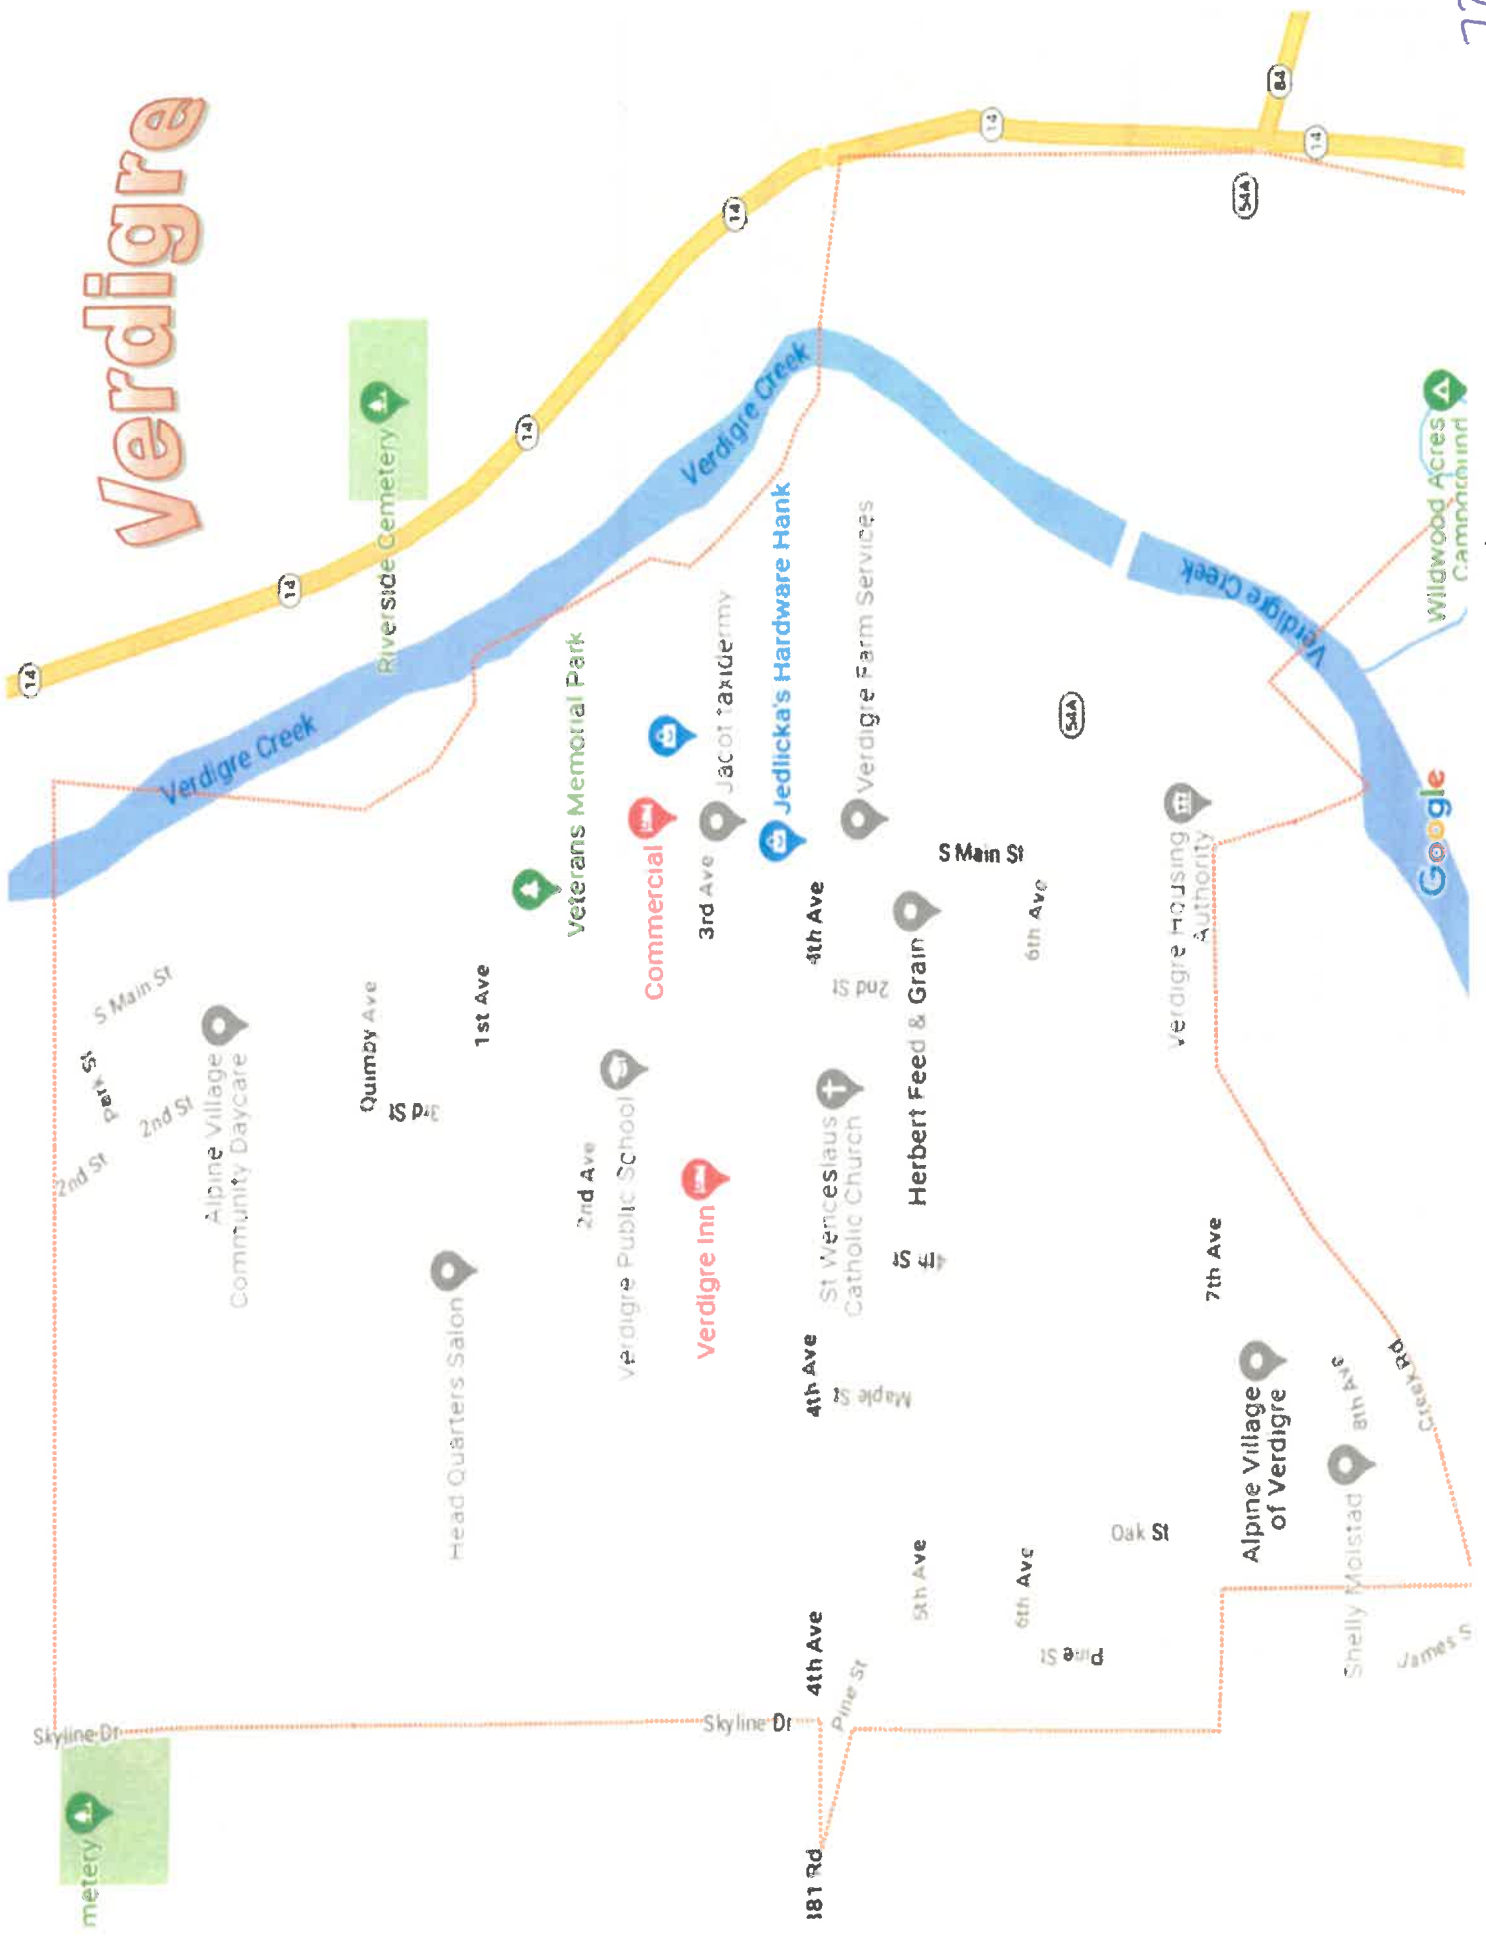 Verdigre
metery
Skyline Dr
2nd St
Park St
S Main St
2nd St
Alpine Village
Community Daycare
Verdigre Creek
14
14
Riverside Cemetery
Quimby Ave
3rd St
Head Quarters Salon
1st Ave
14
2nd Ave
Veterans Memorial Park
Verdigre Public School
Commercial
Verdigre Inn
3rd Ave
Jacot Taxidermy
Verdigre Creek
14
Skyline Dr
Jedlicka's Hardware Hank
381 Rd
4th Ave
4th Ave
4th Ave
Pine St
Maple St
2nd St
St Wenceslaus
Catholic Church
Verdigre Farm Services
Herbert Feed & Grain
4th St
5th Ave
S Main St
14
6th Ave
6th Ave
54A
Pine St
Oak St
Verdigre Housing
Authority
7th Ave
Verdigre Creek
54A
84
14
Alpine Village
of Verdigre
8th Ave
Shelly Molstad
Creek Rd
James S
Google
Wildwood Acres
Campground